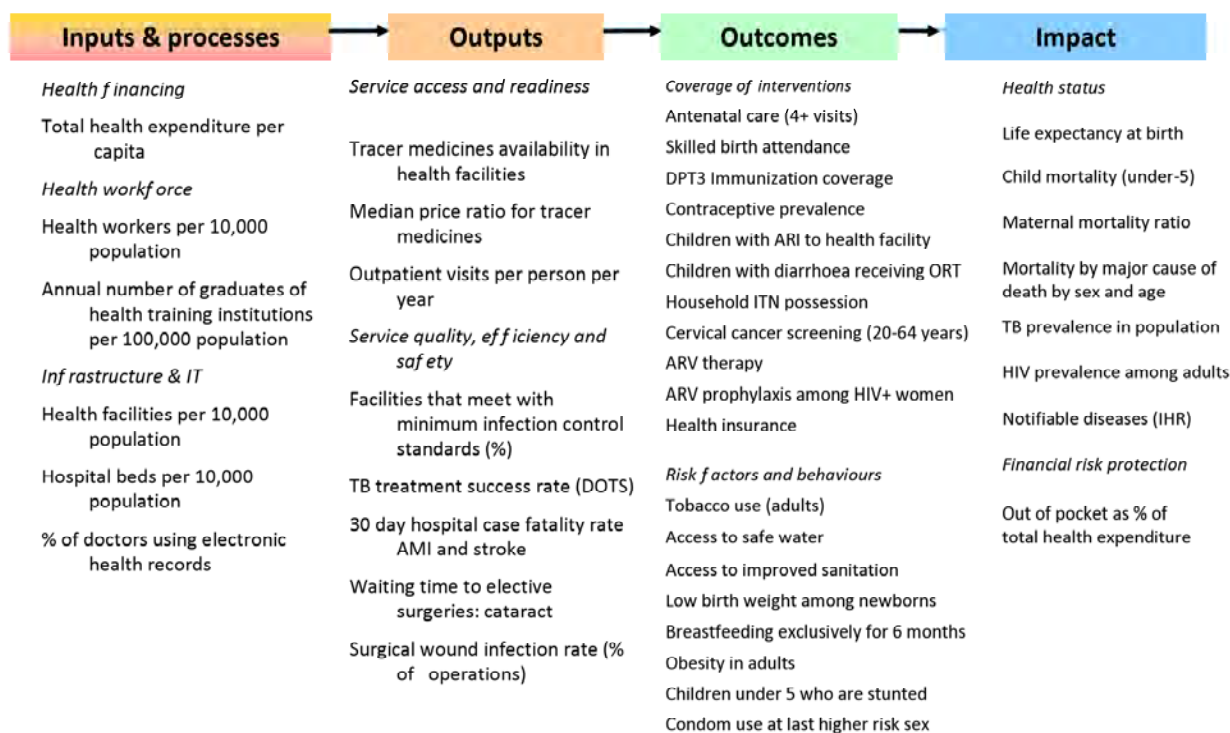 Inputs & processes
Health financing
Total health expenditure per
capita
Health workforce
Health workers per 10,000
population
Annual number of graduates of
health training institutions
per 100,000 population
Infrastructure & IT
Health facilities per 10,000
population
Hospital beds per 10,000
population
% of doctors using electronic
health records
Outputs
Service access and readiness
Tracer medicines availability in
health facilities
Median price ratio for tracer
medicines
Outpatient visits per person per
year
Service quality, efficiency and
safety
Facilities that meet with
minimum infection control
standards (%)
TB treatment success rate (DOTS)
30 day hospital case fatality rate
AMI and stroke
Waiting time to elective
surgeries: cataract
Surgical wound infection rate (%
of operations)
Outcomes
Coverage of interventions
Antenatal care (4+ visits)
Skilled birth attendance
DPT3 Immunization coverage
Contraceptive prevalence
Children with ARI to health facility
Children with diarrhoea receiving ORT
Household ITN possession
Cervical cancer screening (20-64 years)
ARV therapy
ARV prophylaxis among HIV+ women
Health insurance
Risk factors and behaviours
Tobacco use (adults)
Access to safe water
Access to improved sanitation
Low birth weight among newborns
Breastfeeding exclusively for 6 months
Obesity in adults
Children under 5 who are stunted
Condom use at last higher risk sex
Impact
Health status
Life expectancy at birth
Child mortality (under-5)
Maternal mortality ratio
Mortality by major cause of
death by sex and age
TB prevalence in population
HIV prevalence among adults
Notifiable diseases (IHR)
Financial risk protection
Out of pocket as % of
total health expenditure